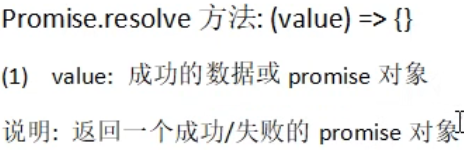 Promise.resolve 方法: (value) => {}
(1) value: 成功的数据或 promise 对象
说明: 返回一个成功/失败的 promise 对象